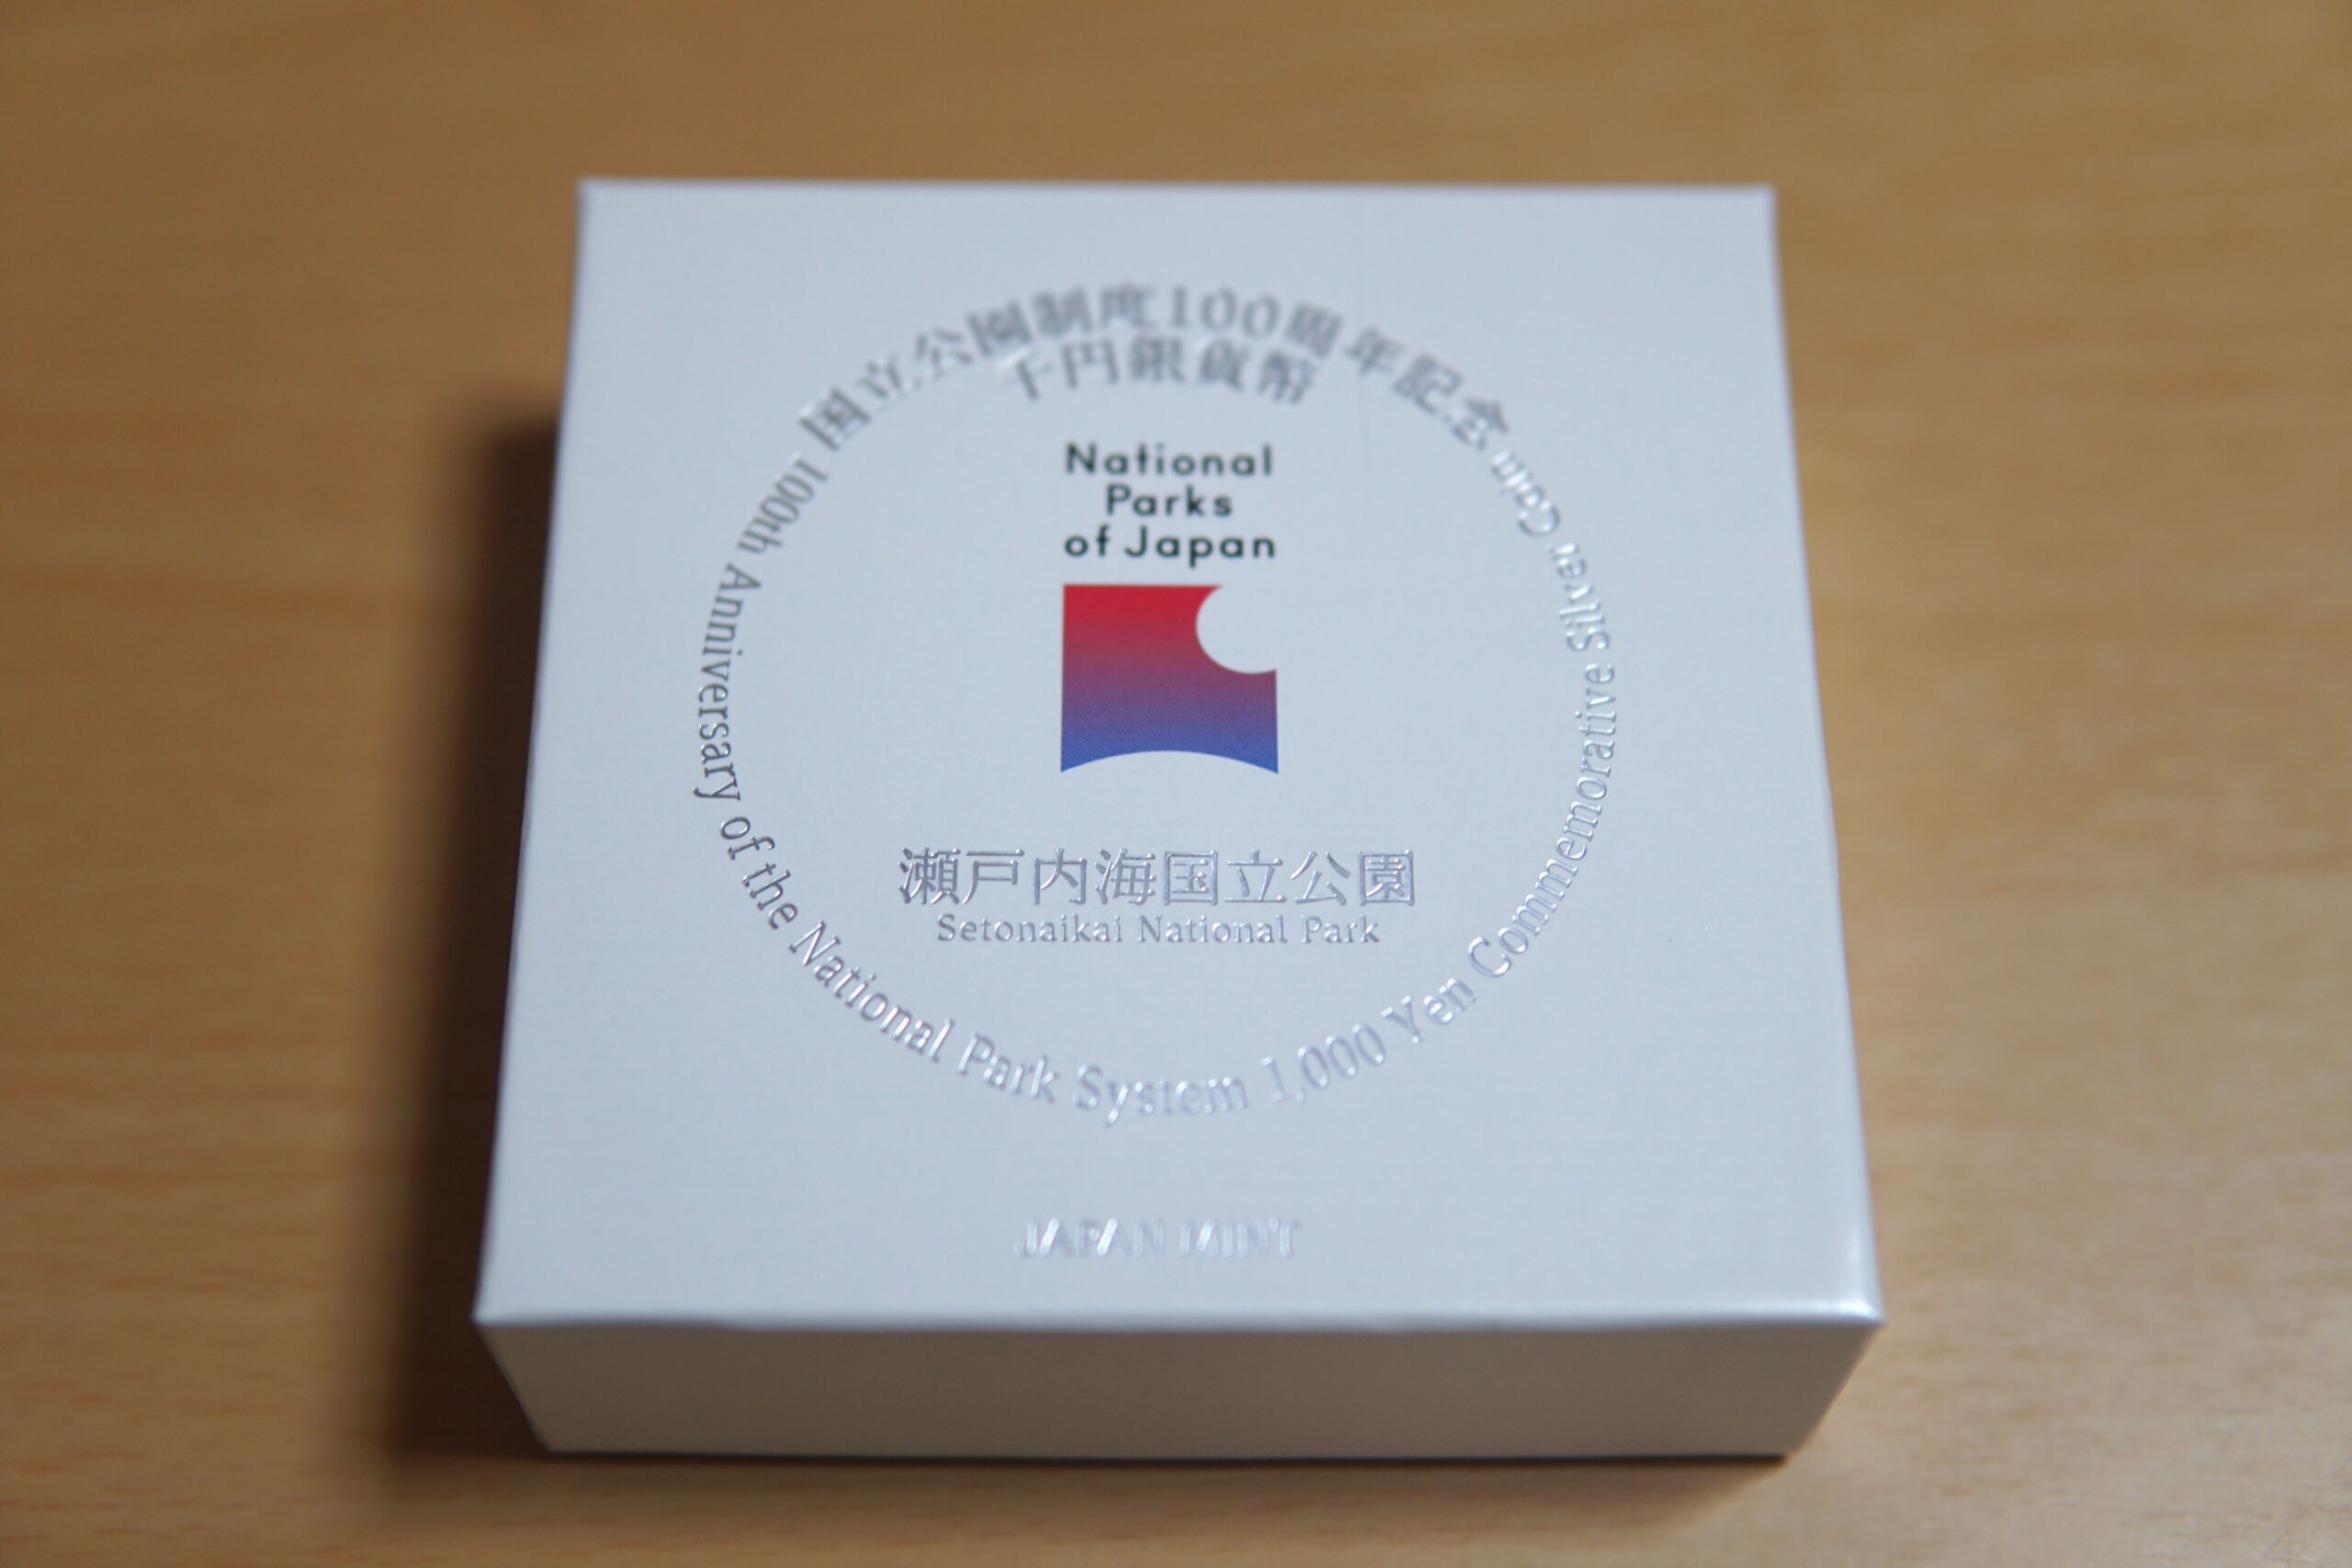 国立公園制度100周年記念
千円銀貨幣
National
Parks
of Japan
瀬戸内海国立公園
Setonaikai National Park
100th Anniversary of the National Park System 1,000 Yen Commemorative Silver Coin
JAPAN MINT